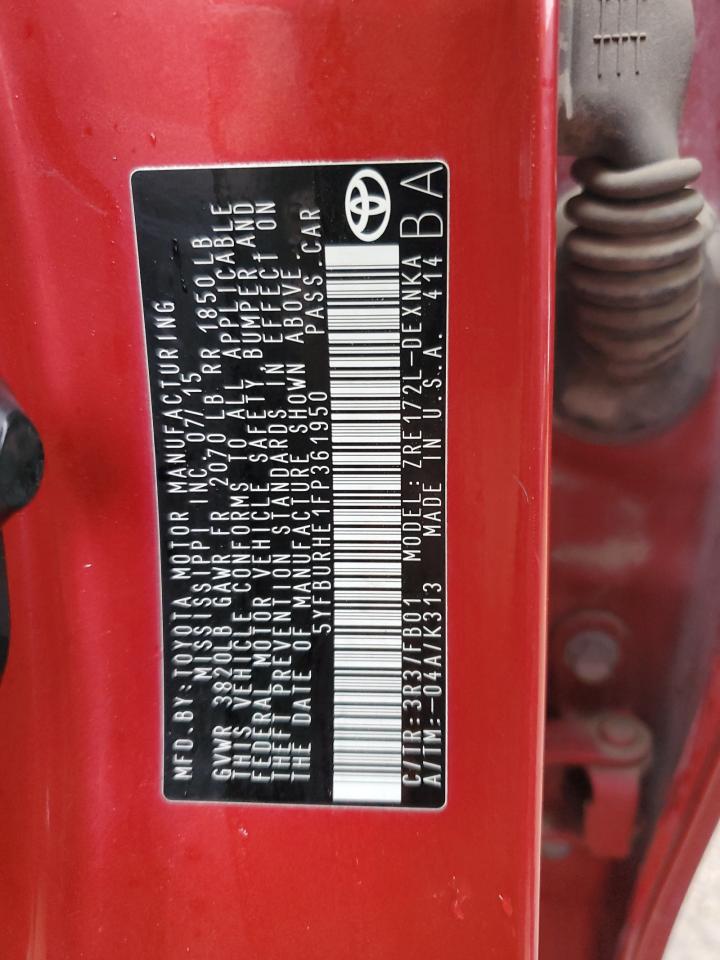 MFD.BY:TOYOTA MOTOR MANUFACTURING
MISSISSIPPI INC. 07/15
GVWR 3820LB GAWR FR 2070 LB RR 1850LB
THIS VEHICLE CONFORMS TO ALL APPLICABLE
FEDERAL MOTOR VEHICLE SAFETY, BUMPER AND
THEFT PREVENTION STANDARDS IN EFFECT ON
THE DATE OF MANUFACTURE SHOWN ABOVE.
5YFBURHE1FP361950 PASS.CAR
C/TR:3R3/FB01 MODEL:ZRE172L-DEXNKA
A/TM:-04A/K313 MADE IN U.S.A. 414
BA